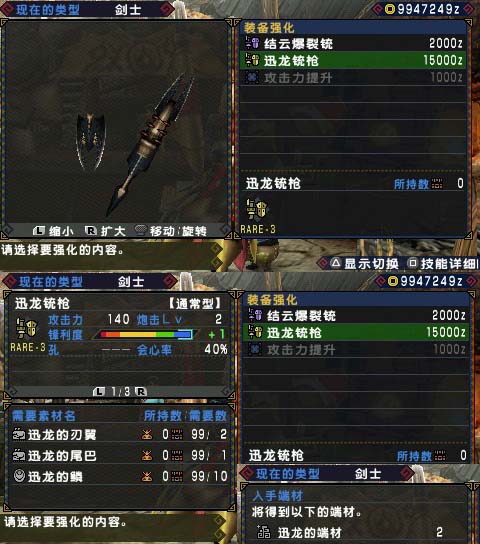 现在的类型 剑士
9947249z
装备强化
结云爆裂铳 2000z
迅龙铳枪 15000z
攻击力提升 1000z
迅龙铳枪 所持数 0
RARE-3
L 缩小 R 扩大 移动/旋转
请选择要强化的内容。
△显示切换 □技能详细
现在的类型 剑士
9947249z
迅龙铳枪 【通常型】
攻击力 140 炮击Lv 2
锋利度 +1
RARE-3
孔 --- 会心率 40%
L 1/3 R
装备强化
结云爆裂铳 2000z
迅龙铳枪 15000z
攻击力提升 1000z
迅龙铳枪 所持数 0
需要素材名 所持数/需要数
迅龙的刃翼 0 99/ 2
迅龙的尾巴 0 99/ 1
迅龙的鳞 0 99/10
请选择要强化的内容。
现在的类型 剑士
入手端材
将得到以下的端材。
迅龙的端材 2